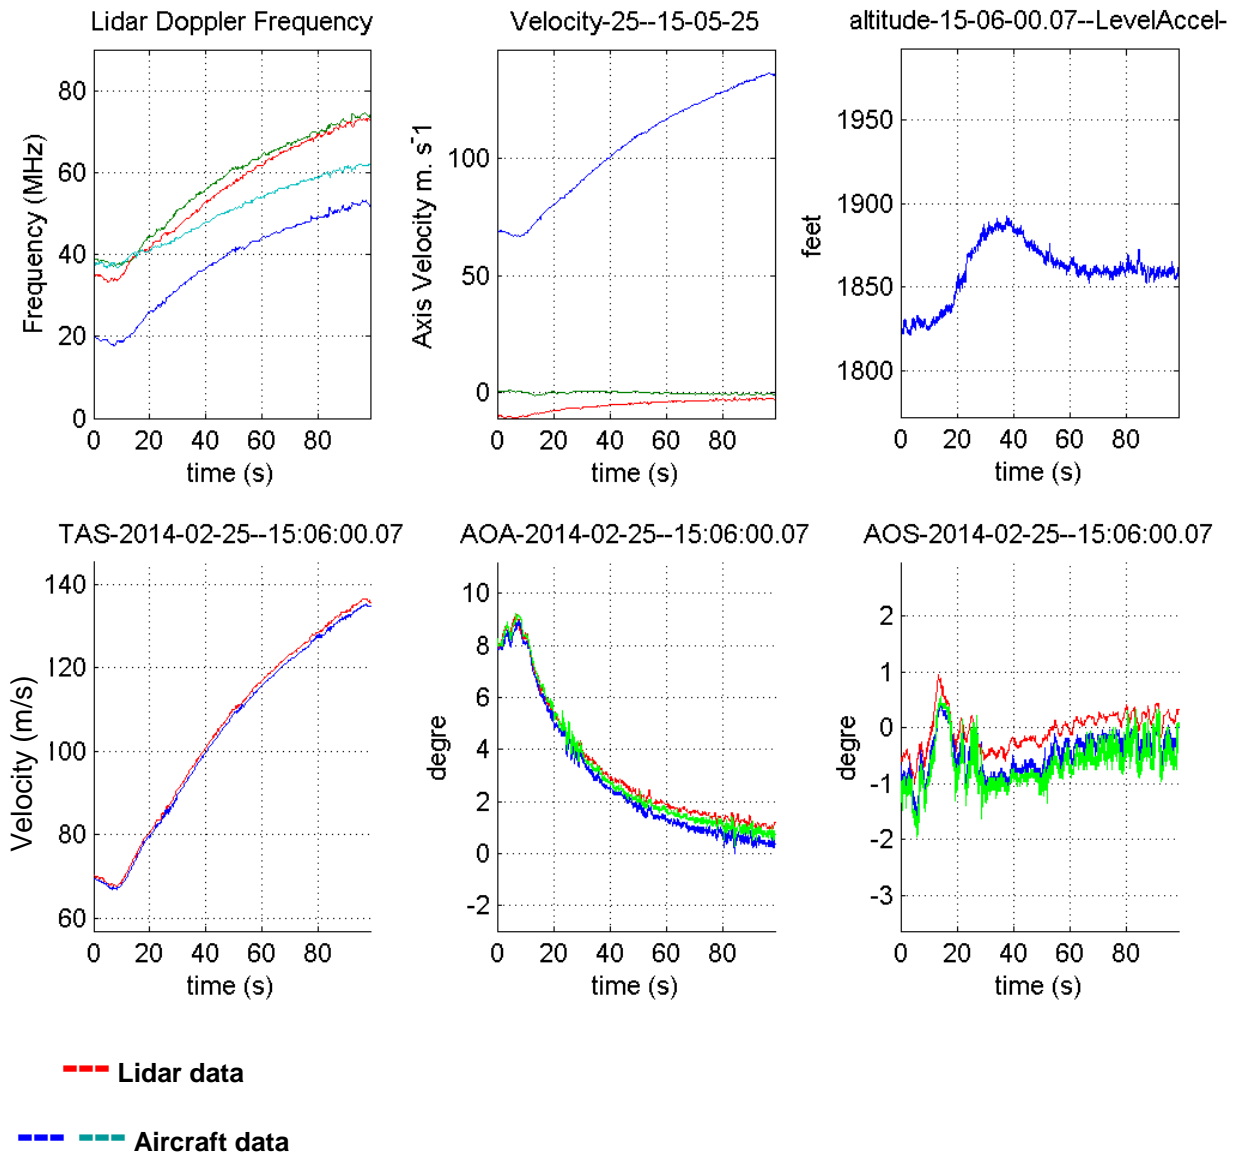 Lidar Doppler Frequency
Frequency (MHz)
80
60
40
20
0
0 20 40 60 80
time (s)
Velocity-25--15-05-25
Axis Velocity m. s-1
100
50
0
0 20 40 60 80
time (s)
altitude-15-06-00.07--LevelAccel-
feet
1950
1900
1850
1800
0 20 40 60 80
time (s)
TAS-2014-02-25--15:06:00.07
Velocity (m/s)
140
120
100
80
60
0 20 40 60 80
time (s)
AOA-2014-02-25--15:06:00.07
degre
10
8
6
4
2
0
-2
0 20 40 60 80
time (s)
AOS-2014-02-25--15:06:00.07
degre
2
1
0
-1
-2
-3
0 20 40 60 80
time (s)
Lidar data
Aircraft data